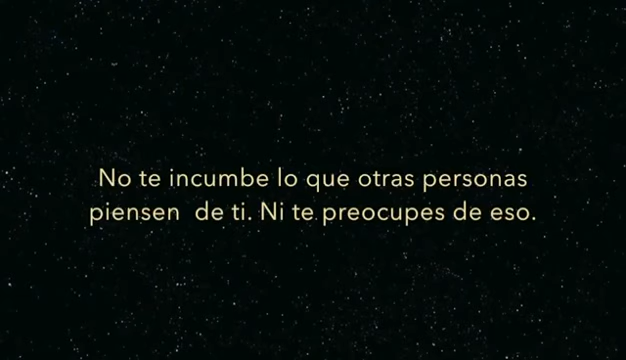 No te incumbe lo que otras personas
piensen  de ti. Ni te preocupes de eso.